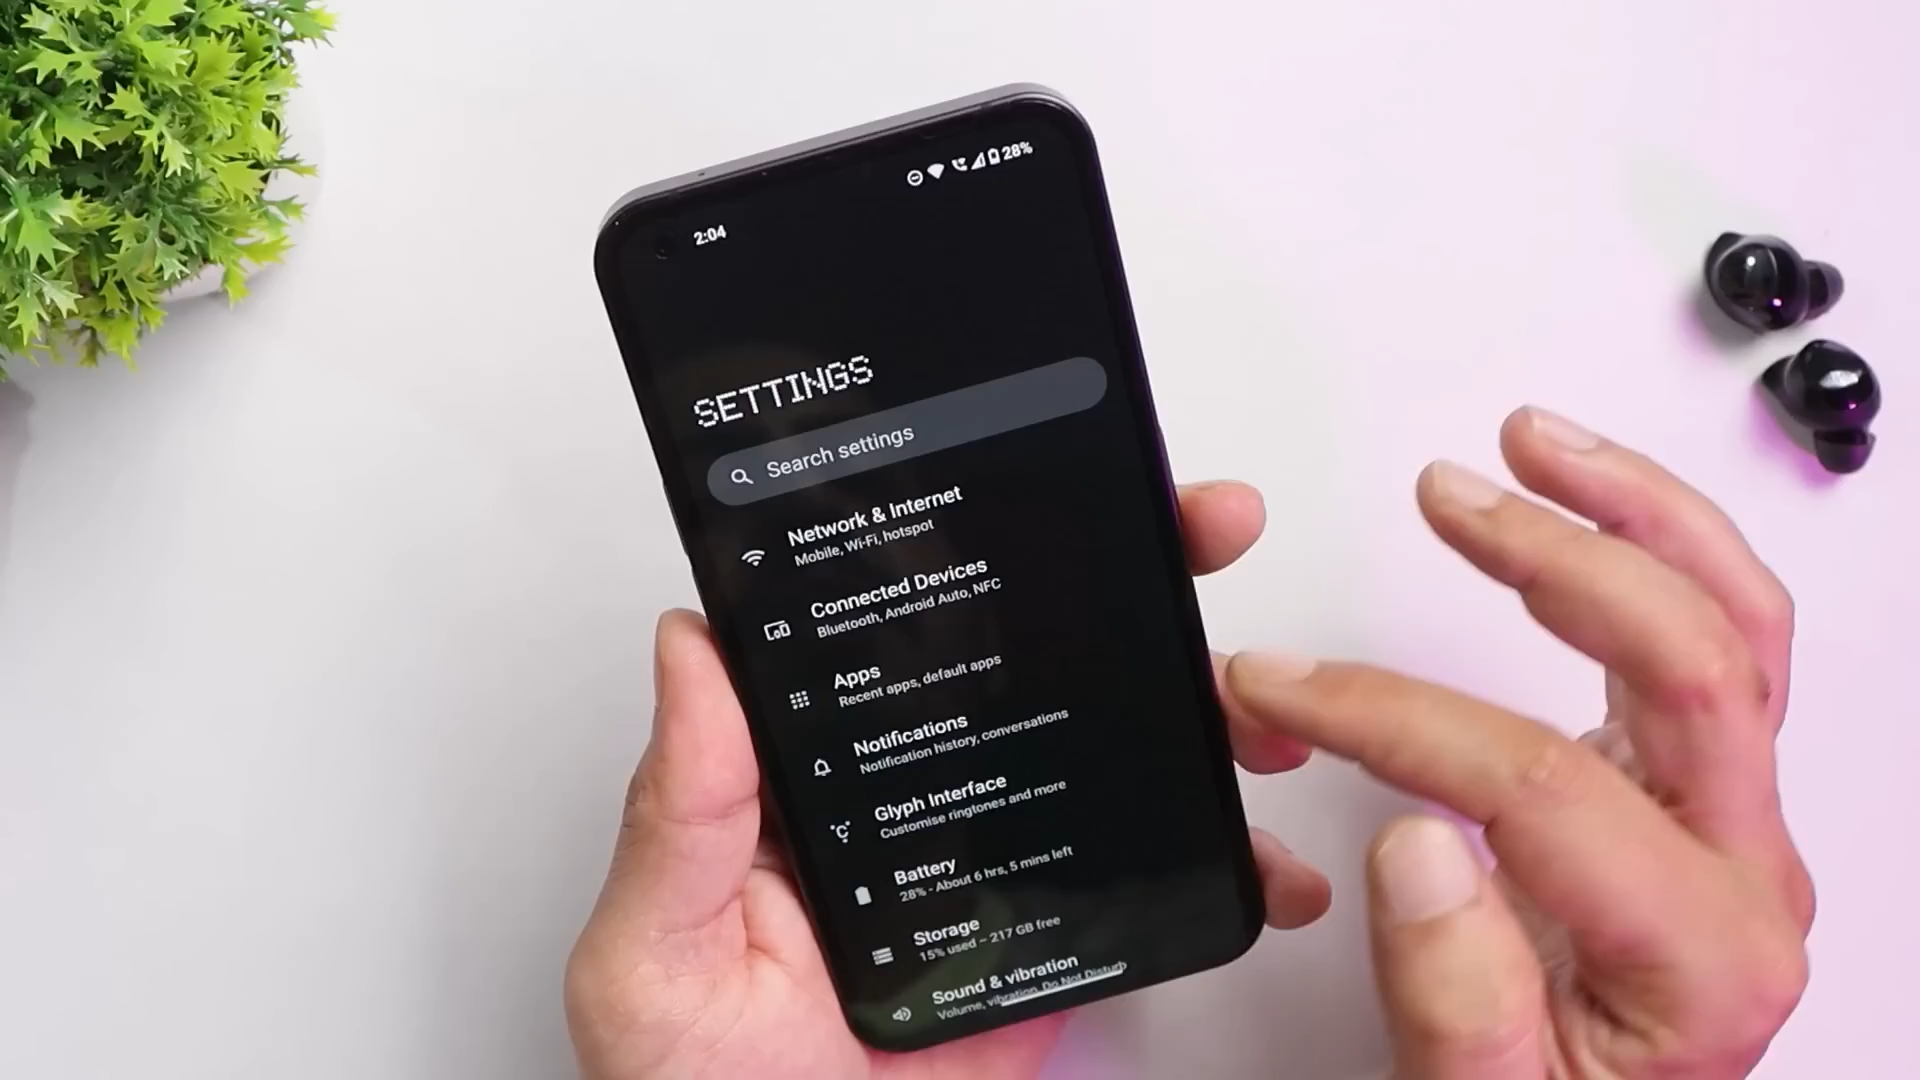 2:04
28%
SETTINGS
Search settings
Network & Internet
Mobile, Wi-Fi, hotspot
Connected Devices
Bluetooth, Android Auto, NFC
Apps
Recent apps, default apps
Notifications
Notification history, conversations
Glyph Interface
Customise ringtones and more
Battery
28% - About 6 hrs, 5 mins left
Storage
15% used - 217 GB free
Sound & vibration
Volume, vibration, Do Not Disturb